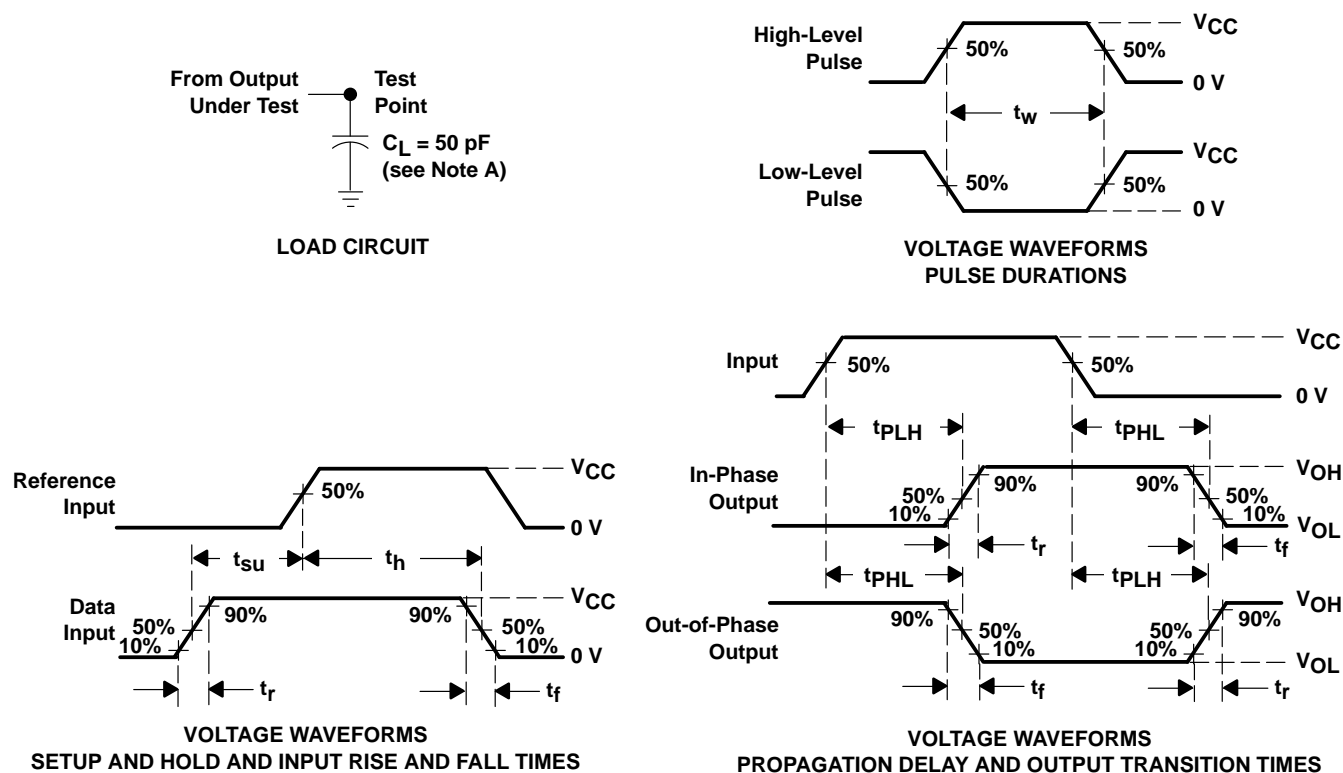 From Output
Under Test
Test
Point
CL = 50 pF
(see Note A)
LOAD CIRCUIT
High-Level
Pulse
50%
50%
VCC
0 V
tw
Low-Level
Pulse
50%
50%
VCC
0 V
VOLTAGE WAVEFORMS
PULSE DURATIONS
Reference
Input
50%
VCC
0 V
tsu
th
Data
Input
50%
10%
90%
90%
50%
10%
VCC
0 V
tr
tf
VOLTAGE WAVEFORMS
SETUP AND HOLD AND INPUT RISE AND FALL TIMES
Input
50%
50%
VCC
0 V
tPLH
tPHL
In-Phase
Output
50%
10%
90%
90%
50%
10%
VOH
VOL
tr
tf
tPHL
tPLH
Out-of-Phase
Output
90%
50%
10%
50%
10%
90%
VOH
VOL
tf
tr
VOLTAGE WAVEFORMS
PROPAGATION DELAY AND OUTPUT TRANSITION TIMES